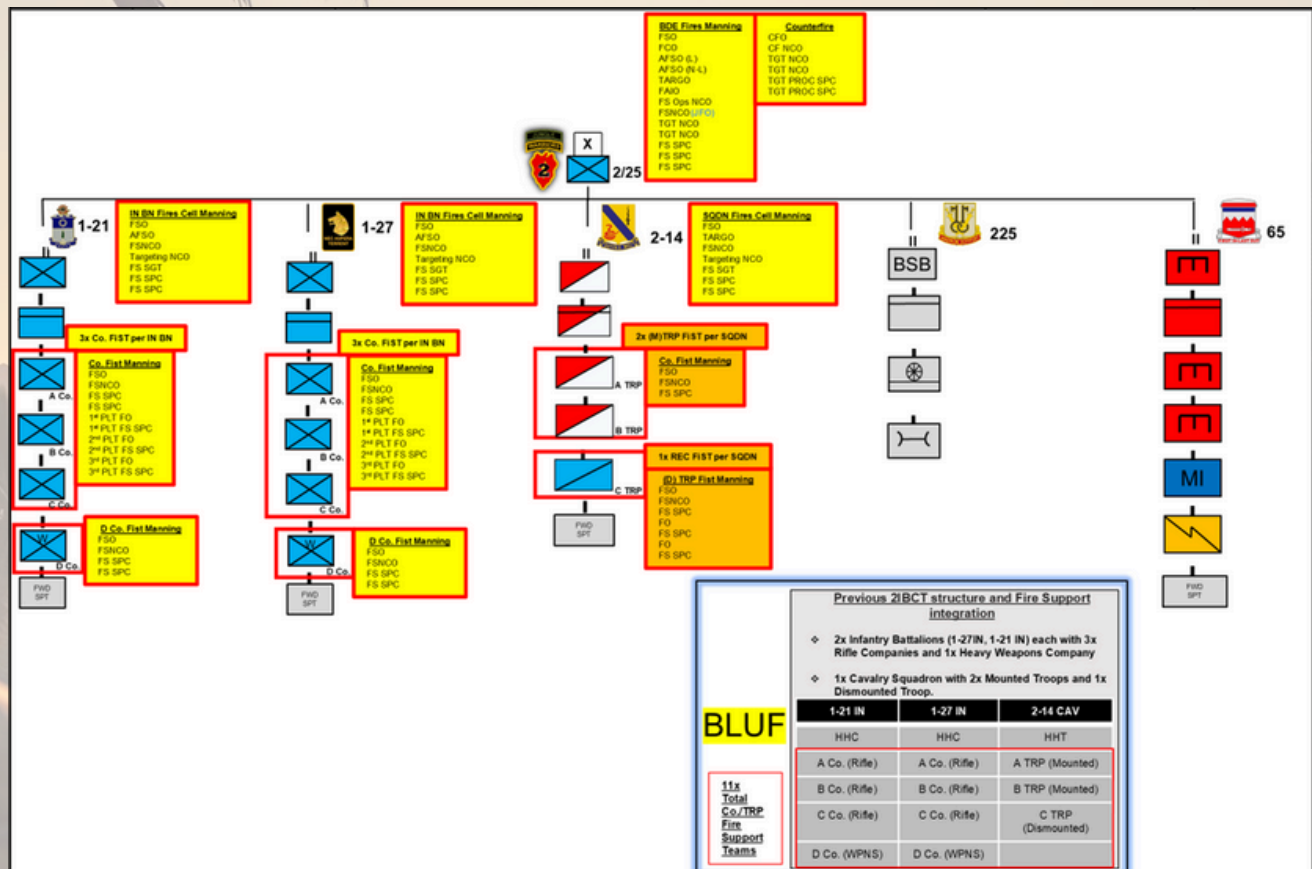 BDE Fires Manning
FSO
FCO
AFSO (L)
AFSO (N-L)
TARGO
FAIO
FS Ops NCO
FSNCO(JFO)
TGT NCO
TGT NCO
FS SPC
FS SPC
FS SPC
Counterfire
CFO
CF NCO
TGT NCO
TGT NCO
TGT PROC SPC
TGT PROC SPC
X
2
2/25
1-21
IN BN Fires Cell Manning
FSO
AFSO
FSNCO
Targeting NCO
FS SGT
FS SPC
FS SPC
3x Co. FiST per IN BN
Co. Fist Manning
FSO
FSNCO
FS SPC
FS SPC
1st PLT FO
1st PLT FS SPC
2nd PLT FO
2nd PLT FS SPC
3rd PLT FO
3rd PLT FS SPC
A Co.
B Co.
C Co.
D Co. Fist Manning
FSO
FSNCO
FS SPC
FS SPC
W
D Co.
FWD
SPT
1-27
IN BN Fires Cell Manning
FSO
AFSO
FSNCO
Targeting NCO
FS SGT
FS SPC
FS SPC
3x Co. FiST per IN BN
Co. Fist Manning
FSO
FSNCO
FS SPC
FS SPC
1st PLT FO
1st PLT FS SPC
2nd PLT FO
2nd PLT FS SPC
3rd PLT FO
3rd PLT FS SPC
A Co.
B Co.
C Co.
D Co. Fist Manning
FSO
FSNCO
FS SPC
FS SPC
W
D Co.
FWD
SPT
2-14
SQDN Fires Cell Manning
FSO
TARGO
FSNCO
Targeting NCO
FS SGT
FS SPC
FS SPC
2x (M)TRP FiST per SQDN
Co. Fist Manning
FSO
FSNCO
FS SPC
A TRP
B TRP
1x REC FiST per SQDN
(D) TRP Fist Manning
FSO
FSNCO
FS SPC
FO
FS SPC
FO
FS SPC
C TRP
FWD
SPT
225
BSB
65
MI
FWD
SPT
BLUF
11x
Total
Co./TRP
Fire
Support
Teams
Previous 2IBCT structure and Fire Support
integration
❖ 2x Infantry Battalions (1-27IN, 1-21 IN) each with 3x
Rifle Companies and 1x Heavy Weapons Company
❖ 1x Cavalry Squadron with 2x Mounted Troops and 1x
Dismounted Troop.
1-21 IN 1-27 IN 2-14 CAV
HHC HHC HHT
A Co. (Rifle) A Co. (Rifle) A TRP (Mounted)
B Co. (Rifle) B Co. (Rifle) B TRP (Mounted)
C Co. (Rifle) C Co. (Rifle) C TRP
(Dismounted)
D Co. (WPNS) D Co. (WPNS)